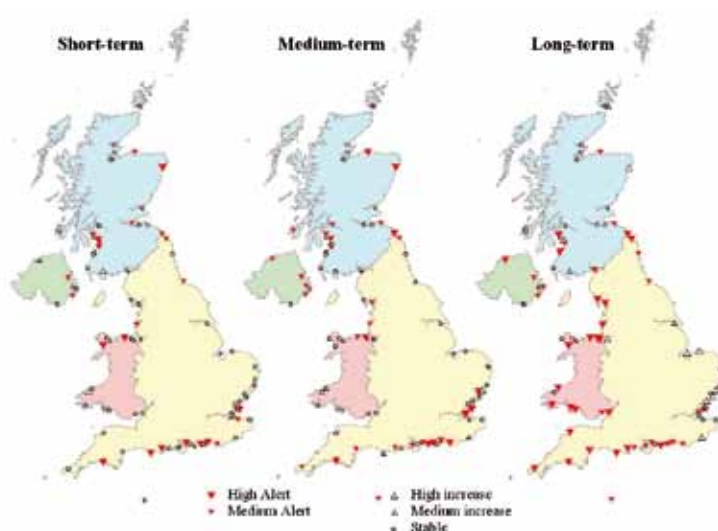 Short-term
Medium-term
Long-term
High Alert
Medium Alert
High increase
Medium increase
Stable